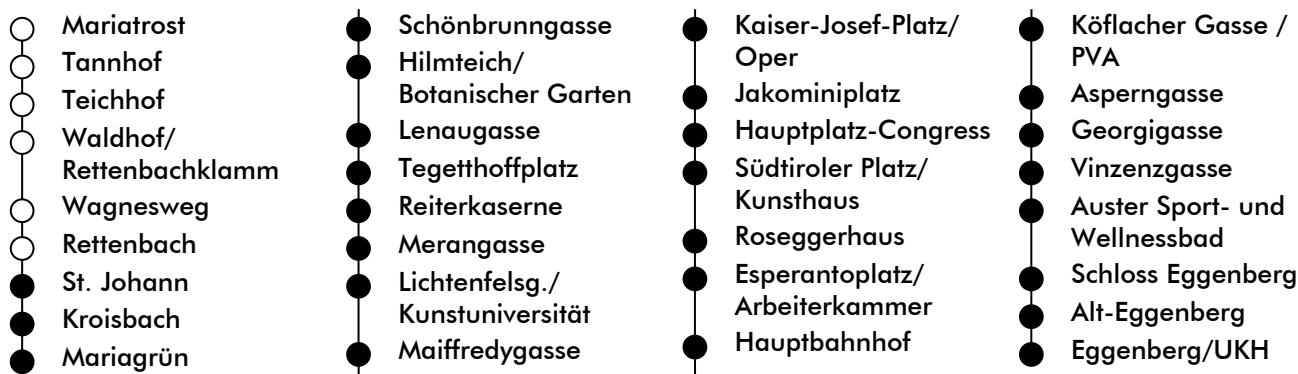 Mariatrost
Tannhof
Teichhof
Waldhof/
Rettenbachklamm
Wagnesweg
Rettenbach
St. Johann
Kroisbach
Mariagrün
Schönbrunngasse
Hilmteich/
Botanischer Garten
Lenaugasse
Tegetthoffplatz
Reiterkaserne
Merangasse
Lichtenfelsg./
Kunstuniversität
Maiffredygasse
Kaiser-Josef-Platz/
Oper
Jakominiplatz
Hauptplatz-Congress
Südtiroler Platz/
Kunsthaus
Roseggerhaus
Esperantoplatz/
Arbeiterkammer
Hauptbahnhof
Köflacher Gasse /
PVA
Asperngasse
Georgigasse
Vinzenzgasse
Auster Sport- und
Wellnessbad
Schloss Eggenberg
Alt-Eggenberg
Eggenberg/UKH